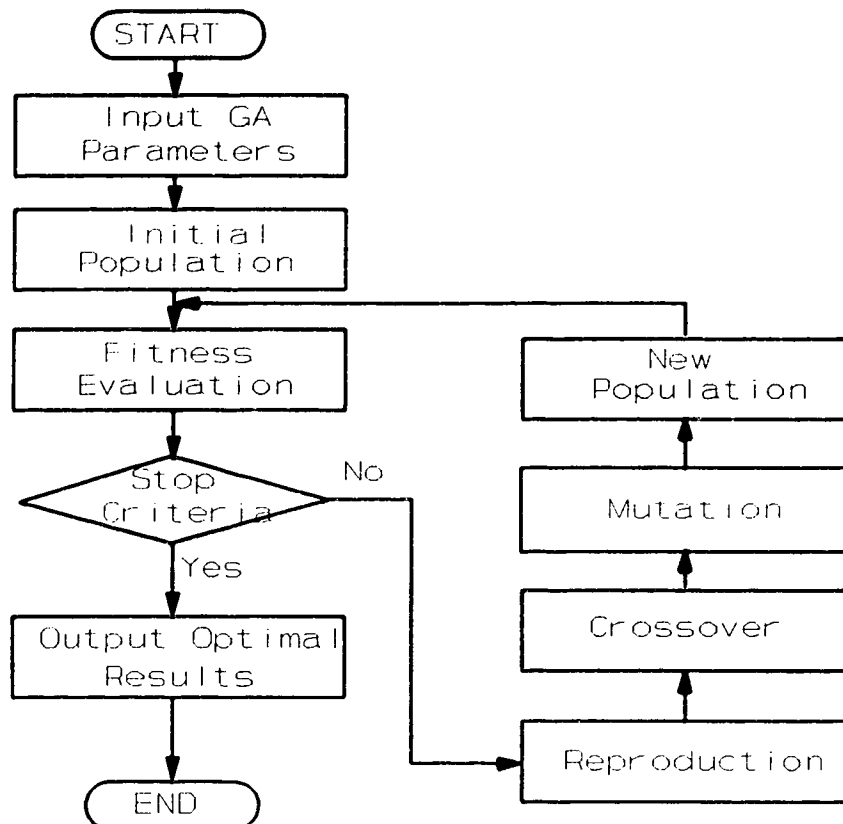 START
Input GA
Parameters
Initial
Population
Fitness
Evaluation
Stop
Criteria
No
Yes
Output Optimal
Results
END
New
Population
Mutation
Crossover
Reproduction